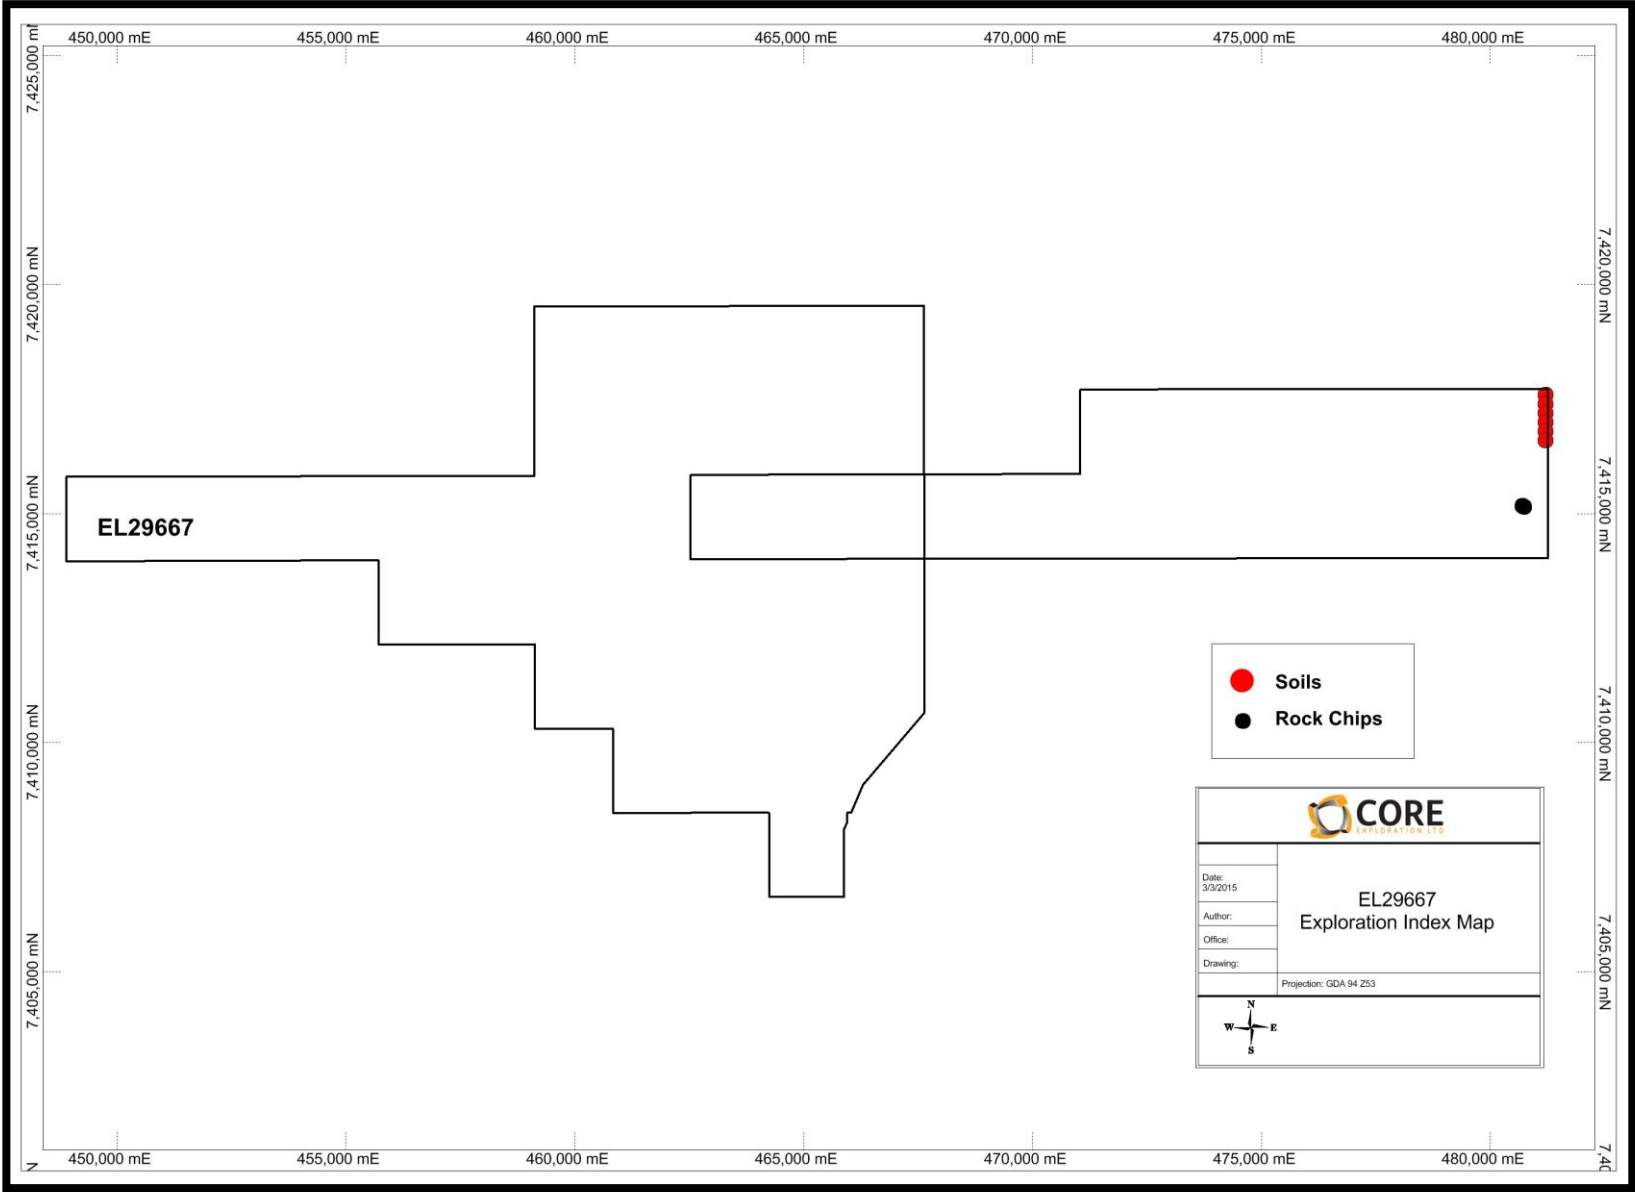 450,000 mE
455,000 mE
460,000 mE
465,000 mE
470,000 mE
475,000 mE
480,000 mE
7,425,000 m
7,420,000 mN
7,415,000 mN
7,410,000 mN
7,405,000 mN
N
7,420,000 mN
7,415,000 mN
7,410,000 mN
7,405,000 mN
7,40
EL29667
Soils
Rock Chips
CORE
EXPLORATION LTD
Date:
3/3/2015
Author:
Office:
Drawing:
EL29667
Exploration Index Map
Projection: GDA 94 Z53
N
W
E
S
450,000 mE
455,000 mE
460,000 mE
465,000 mE
470,000 mE
475,000 mE
480,000 mE